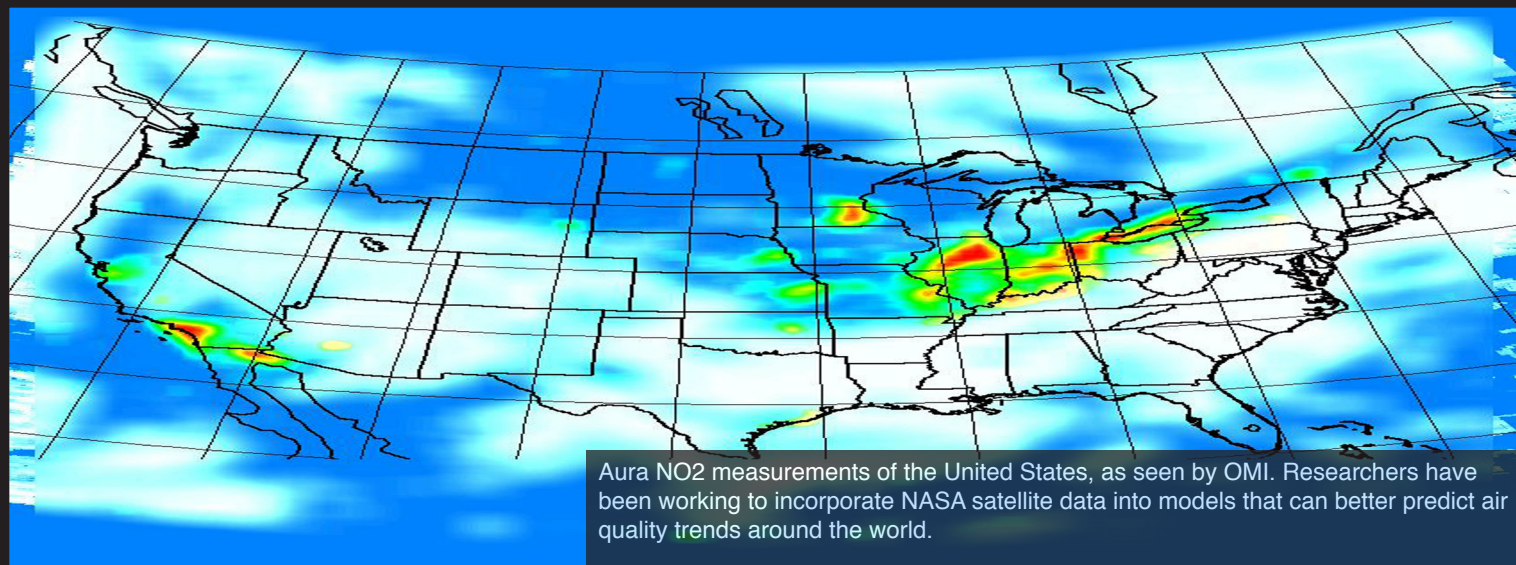 Aura NO2 measurements of the United States, as seen by OMI. Researchers have
been working to incorporate NASA satellite data into models that can better predict air
quality trends around the world.